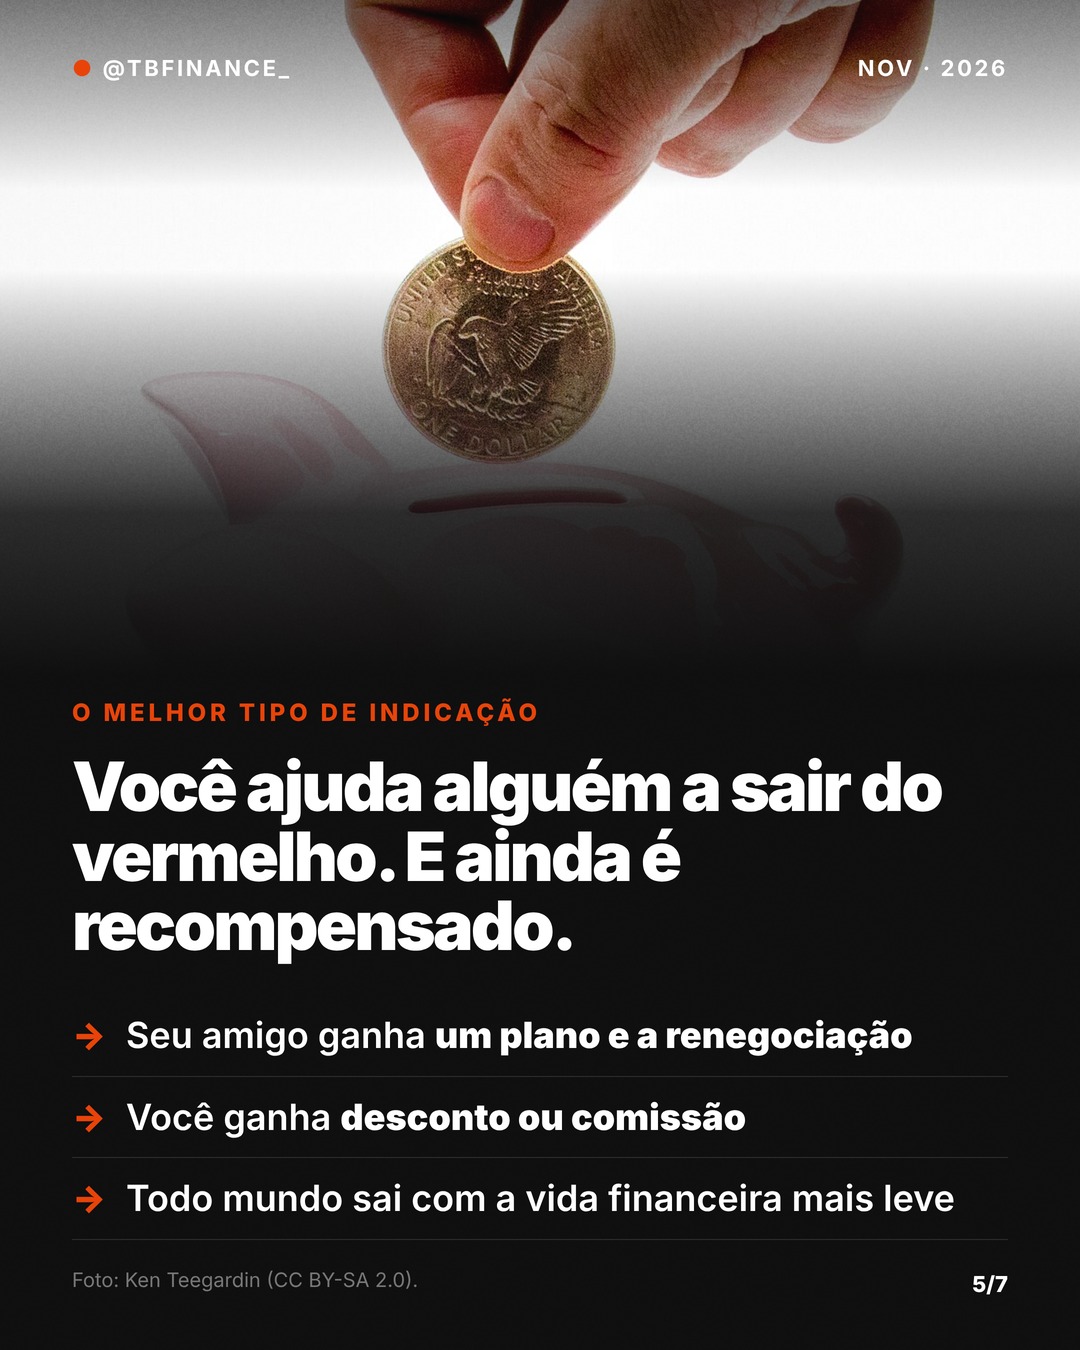 @TBFINANCE_
NOV · 2026
UNITED STATES OF AMERICA
ONE DOLLAR
O MELHOR TIPO DE INDICAÇÃO
Você ajuda alguém a sair do
vermelho. E ainda é
recompensado.
→ Seu amigo ganha um plano e a renegociação
→ Você ganha desconto ou comissão
→ Todo mundo sai com a vida financeira mais leve
Foto: Ken Teegardin (CC BY-SA 2.0).
5/7